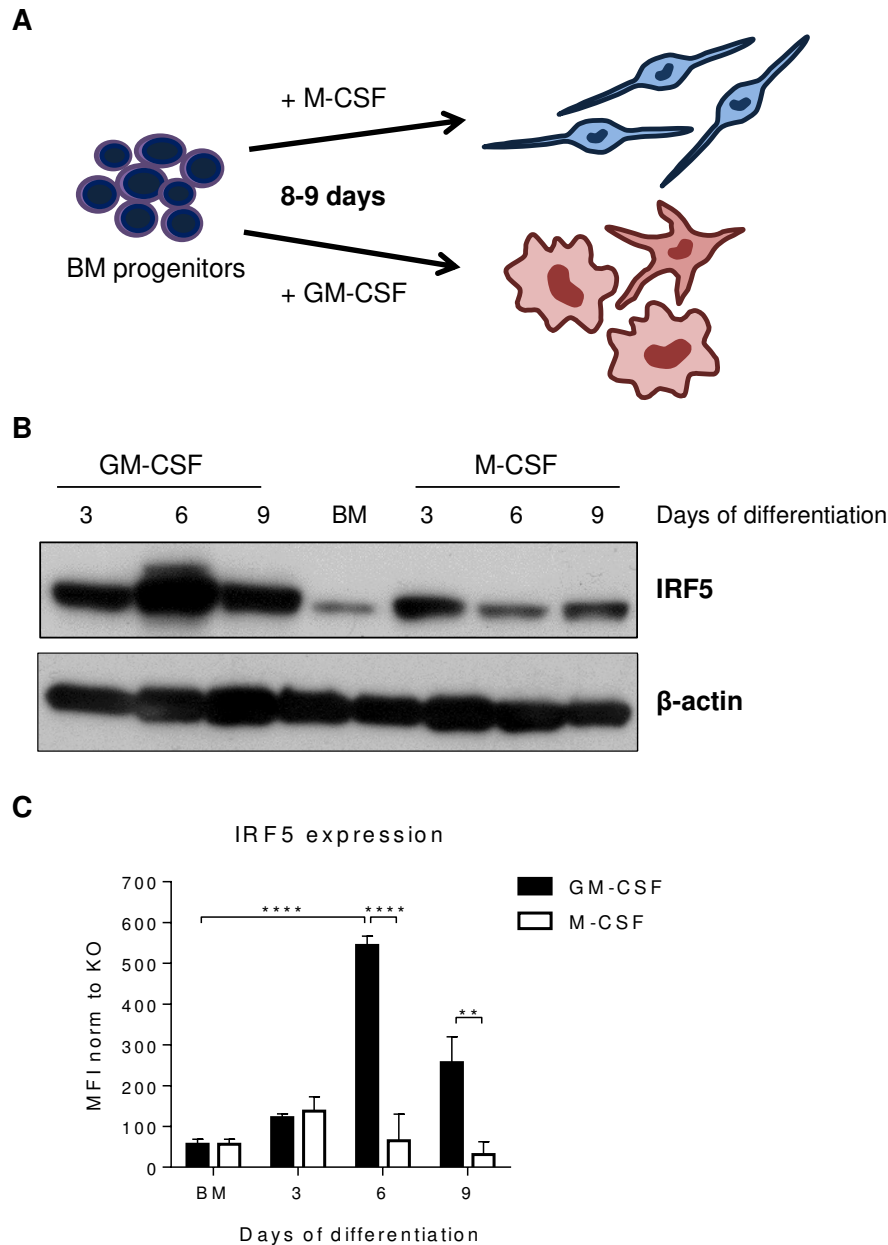 A
+ M-CSF
8-9 days
BM progenitors
+ GM-CSF
B
GM-CSF M-CSF
3 6 9 BM 3 6 9 Days of differentiation
IRF5
β-actin
C
IRF5 expression
700
600
500
400
300
200
100
0
MFI norm to KO
**** ****
**
GM-CSF
M-CSF
BM 3 6 9
Days of differentiation